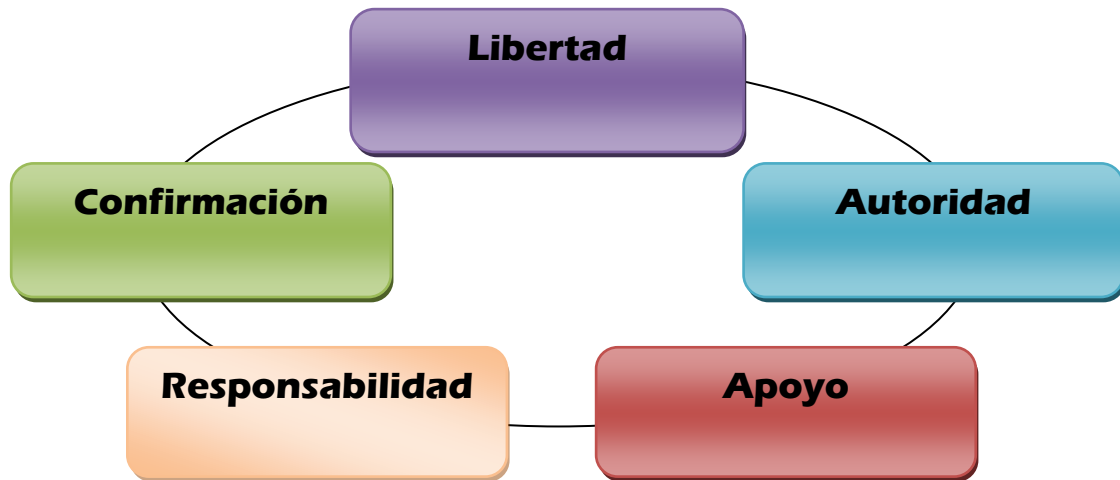 Libertad
Confirmación
Autoridad
Responsabilidad
Apoyo